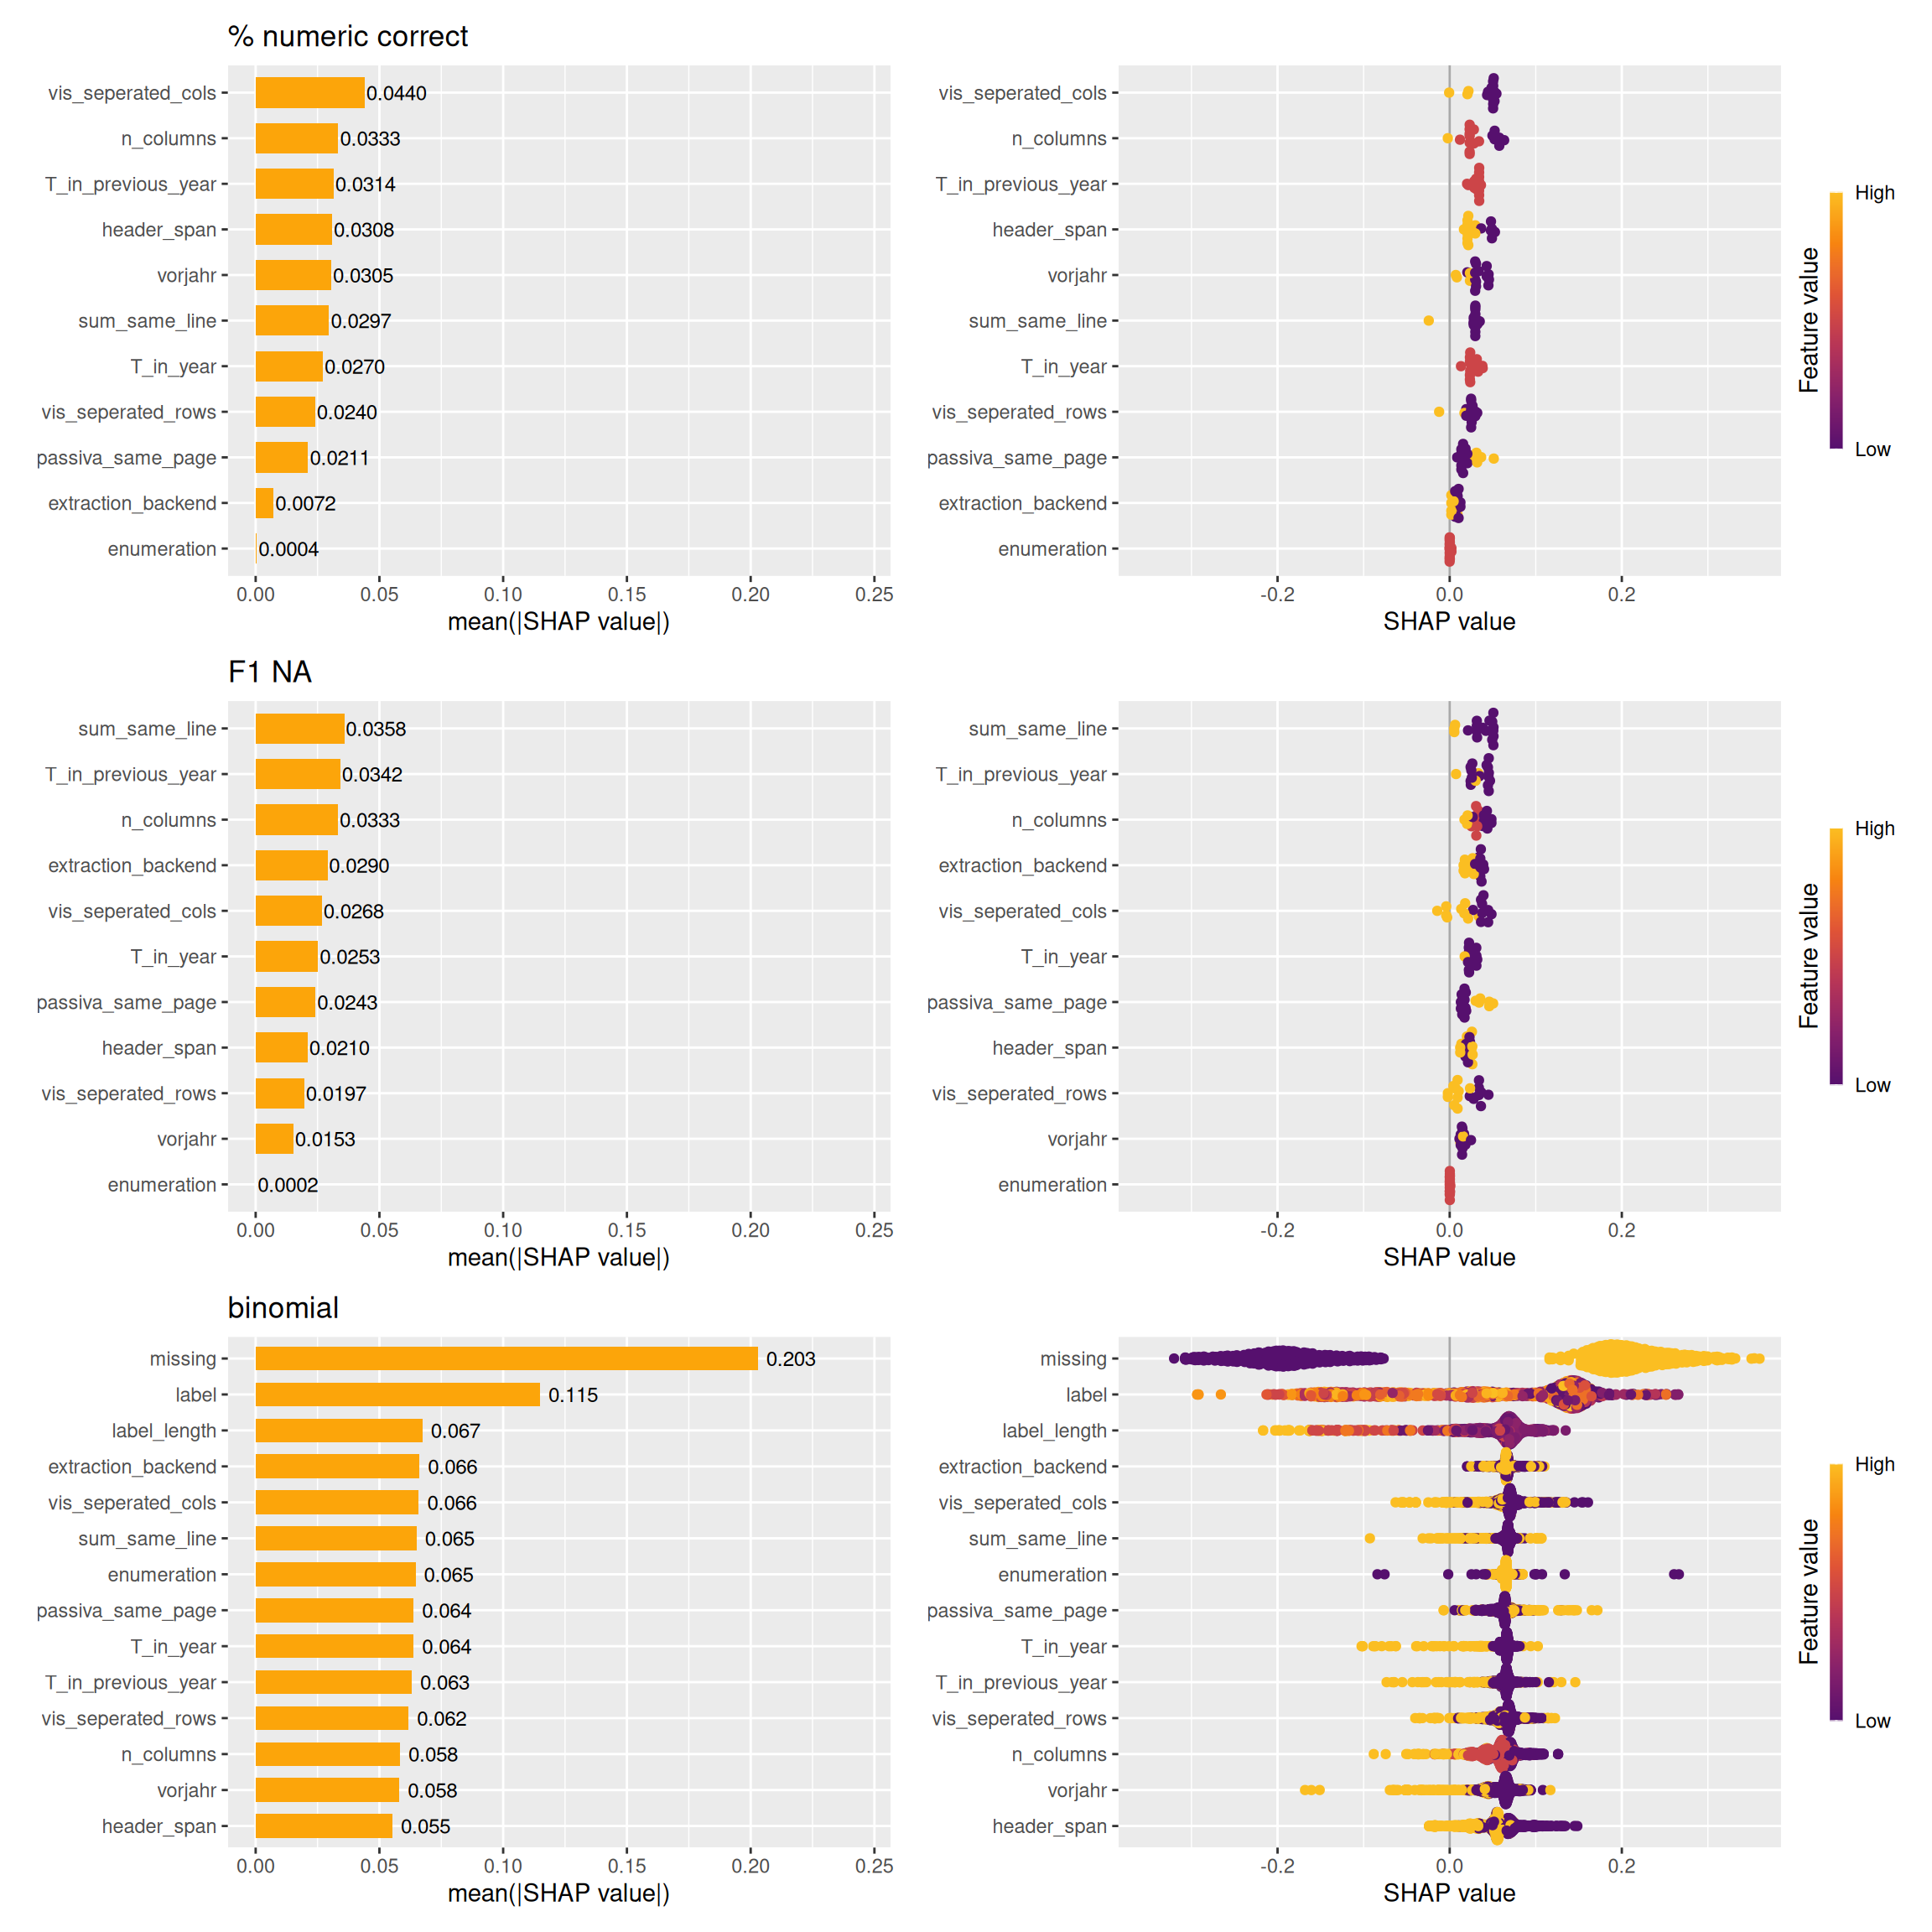 % numeric correct
vis_seperated_cols 0.0440 vis_seperated_cols
n_columns 0.0333 n_columns
T_in_previous_year 0.0314 T_in_previous_year
High
header_span 0.0308 header_span
vorjahr 0.0305 vorjahr
sum_same_line 0.0297 sum_same_line
Feature value
T_in_year 0.0270 T_in_year
vis_seperated_rows 0.0240 vis_seperated_rows
Low
passiva_same_page 0.0211 passiva_same_page
extraction_backend 0.0072 extraction_backend
enumeration 0.0004 enumeration
0.00 0.05 0.10 0.15 0.20 0.25 -0.2 0.0 0.2
mean(|SHAP value|) SHAP value
F1 NA
sum_same_line 0.0358 sum_same_line
T_in_previous_year 0.0342 T_in_previous_year
n_columns 0.0333 n_columns
High
extraction_backend 0.0290 extraction_backend
vis_seperated_cols 0.0268 vis_seperated_cols
T_in_year 0.0253 T_in_year
Feature value
passiva_same_page 0.0243 passiva_same_page
header_span 0.0210 header_span
Low
vis_seperated_rows 0.0197 vis_seperated_rows
vorjahr 0.0153 vorjahr
enumeration 0.0002 enumeration
0.00 0.05 0.10 0.15 0.20 0.25 -0.2 0.0 0.2
mean(|SHAP value|) SHAP value
binomial
missing 0.203 missing
label 0.115 label
label_length 0.067 label_length
High
extraction_backend 0.066 extraction_backend
vis_seperated_cols 0.066 vis_seperated_cols
sum_same_line 0.065 sum_same_line
enumeration 0.065 enumeration
Feature value
passiva_same_page 0.064 passiva_same_page
T_in_year 0.064 T_in_year
T_in_previous_year 0.063 T_in_previous_year
vis_seperated_rows 0.062 vis_seperated_rows
Low
n_columns 0.058 n_columns
vorjahr 0.058 vorjahr
header_span 0.055 header_span
0.00 0.05 0.10 0.15 0.20 0.25 -0.2 0.0 0.2
mean(|SHAP value|) SHAP value